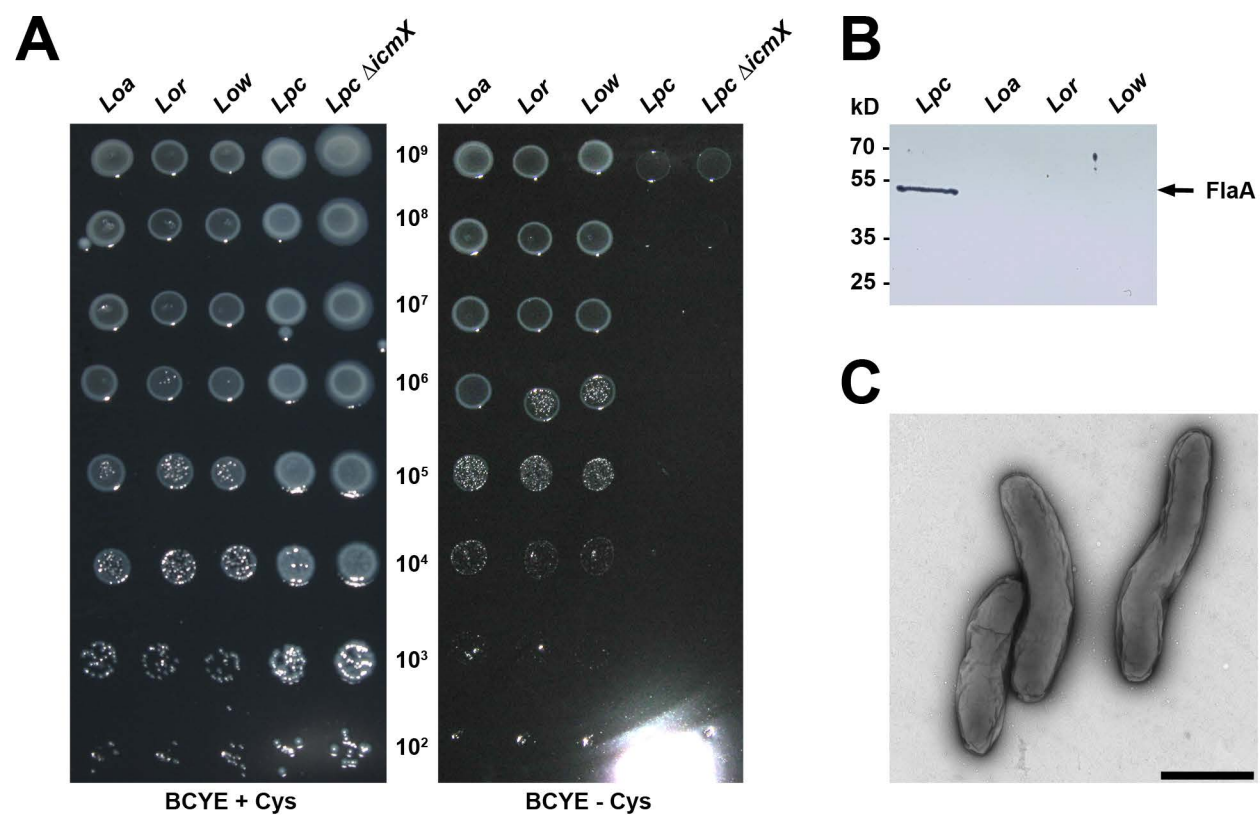 A
Loa Lor Low Lpc Lpc ΔicmX
Loa Lor Low Lpc Lpc ΔicmX
10⁹
10⁸
10⁷
10⁶
10⁵
10⁴
10³
10²
BCYE + Cys
BCYE - Cys
B
kD
Lpc Loa Lor Low
70 -
55 -
FlaA
35 -
25 -
C